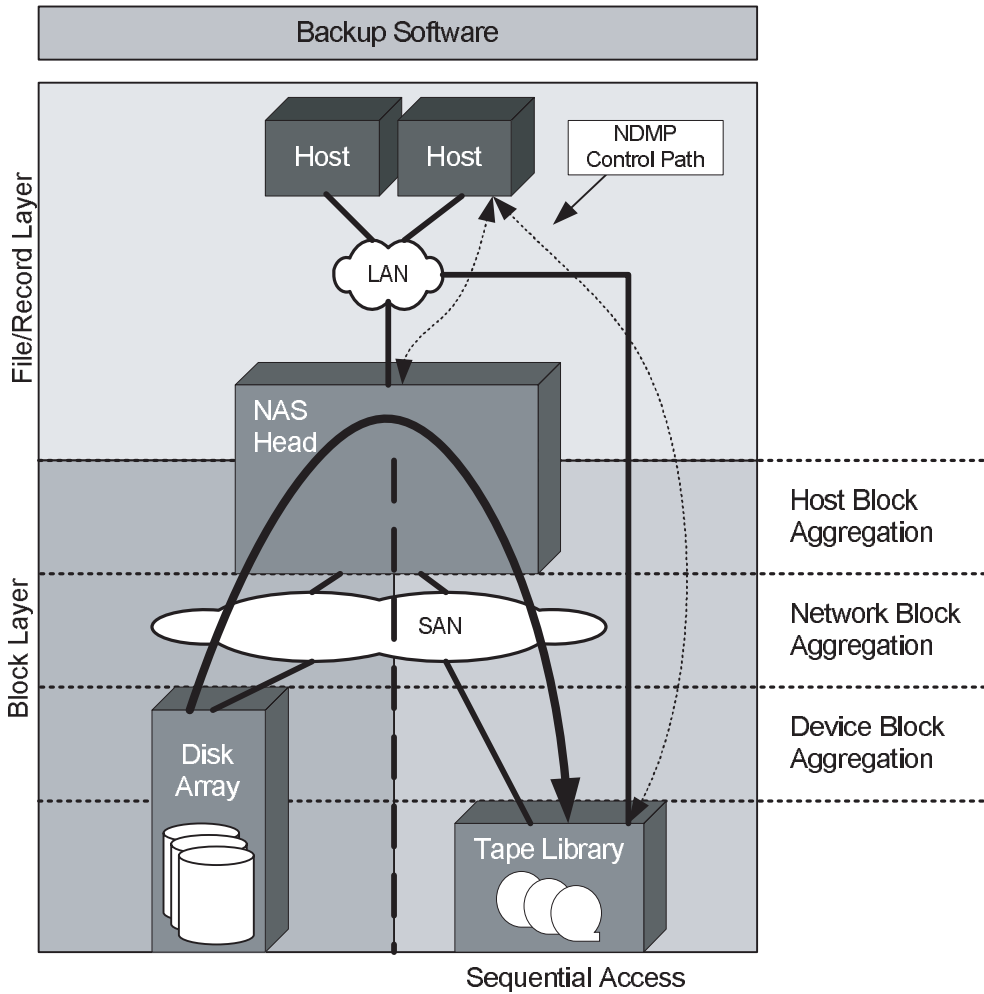 Backup Software
Host
Host
NDMP
Control Path
LAN
File/Record Layer
NAS
Head
Host Block
Aggregation
Block Layer
SAN
Network Block
Aggregation
Device Block
Aggregation
Disk
Array
Tape Library
Sequential Access